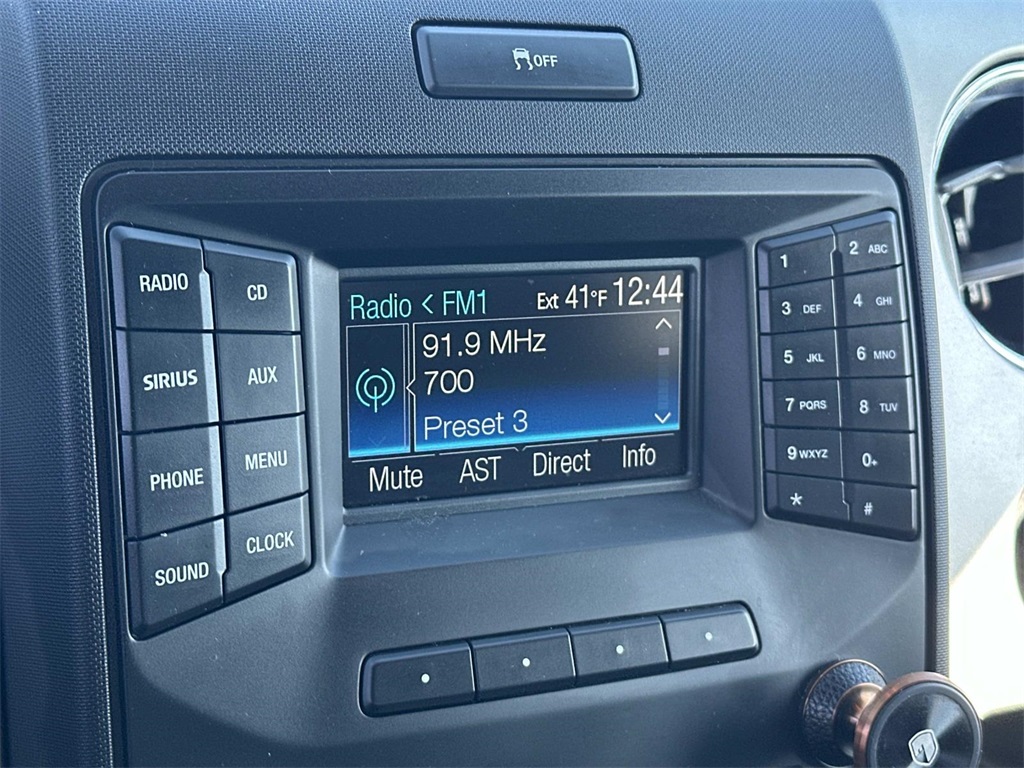 OFF
Radio < FM1 Ext 41°F 12:44
91.9 MHz
700
Preset 3
Mute AST Direct Info
RADIO CD
SIRIUS AUX
PHONE MENU
SOUND CLOCK
1 2 ABC
3 DEF 4 GHI
5 JKL 6 MNO
7 PQRS 8 TUV
9 WXYZ 0+
* #